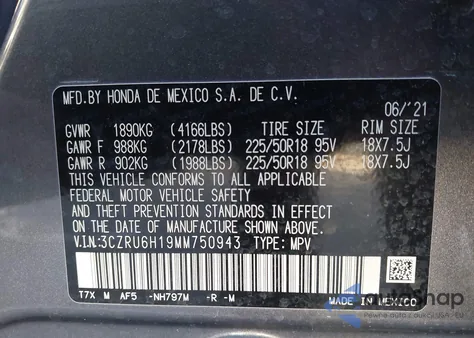 MFD.BY HONDA DE MEXICO S.A. DE C.V.
06/'21
GVWR 1890KG (4166LBS) TIRE SIZE RIM SIZE
GAWR F 988KG (2178LBS) 225/50R18 95V 18X7.5J
GAWR R 902KG (1988LBS) 225/50R18 95V 18X7.5J
THIS VEHICLE CONFORMS TO ALL APPLICABLE
FEDERAL MOTOR VEHICLE SAFETY
AND THEFT PREVENTION STANDARDS IN EFFECT
ON THE DATE OF MANUFACTURE SHOWN ABOVE.
V.I.N:3CZRU6H19MM750943 TYPE: MPV
T7X M AF5 -NH797M -R -M
MADE IN MEXICO